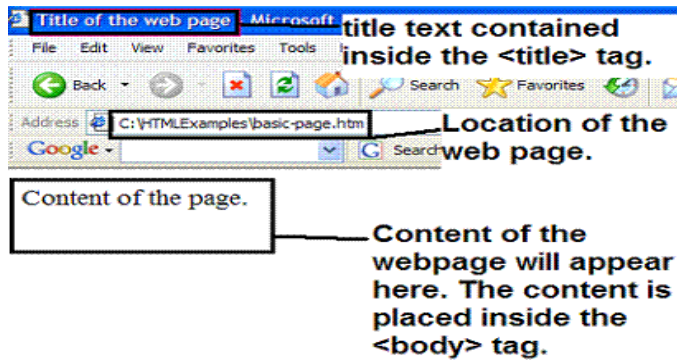 Title of the web page - Microsoft
title text contained
inside the <title> tag.
File Edit View Favorites Tools
Back Search Favorites
Address C:\HTMLExamples\basic-page.htm
Location of the
web page.
Google Search
Content of the page.
Content of the
webpage will appear
here. The content is
placed inside the
<body> tag.